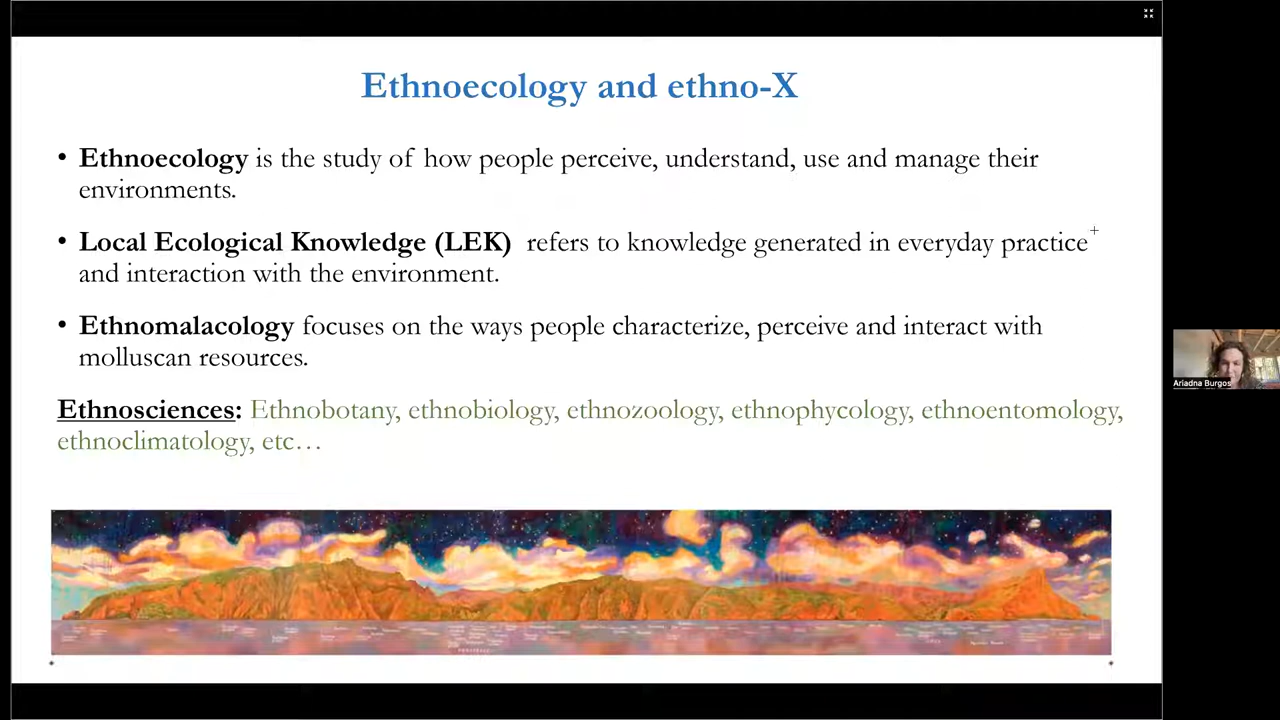 Ethnoecology and ethno-X
• Ethnoecology is the study of how people perceive, understand, use and manage their
environments.
• Local Ecological Knowledge (LEK) refers to knowledge generated in everyday practice
and interaction with the environment.
• Ethnomalacology focuses on the ways people characterize, perceive and interact with
molluscan resources.
Ethnosciences: Ethnobotany, ethnobiology, ethnozoology, ethnophycology, ethnoentomology,
ethnoclimatology, etc…
Ariadna Burgos